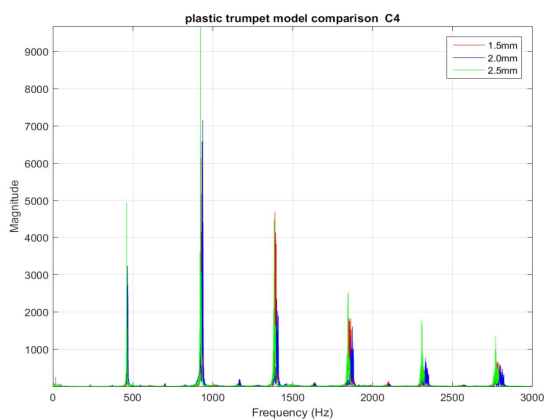 plastic trumpet model comparison  C4
1.5mm
2.0mm
2.5mm
9000
8000
7000
6000
5000
4000
3000
2000
1000
Magnitude
0 500 1000 1500 2000 2500 3000
Frequency (Hz)